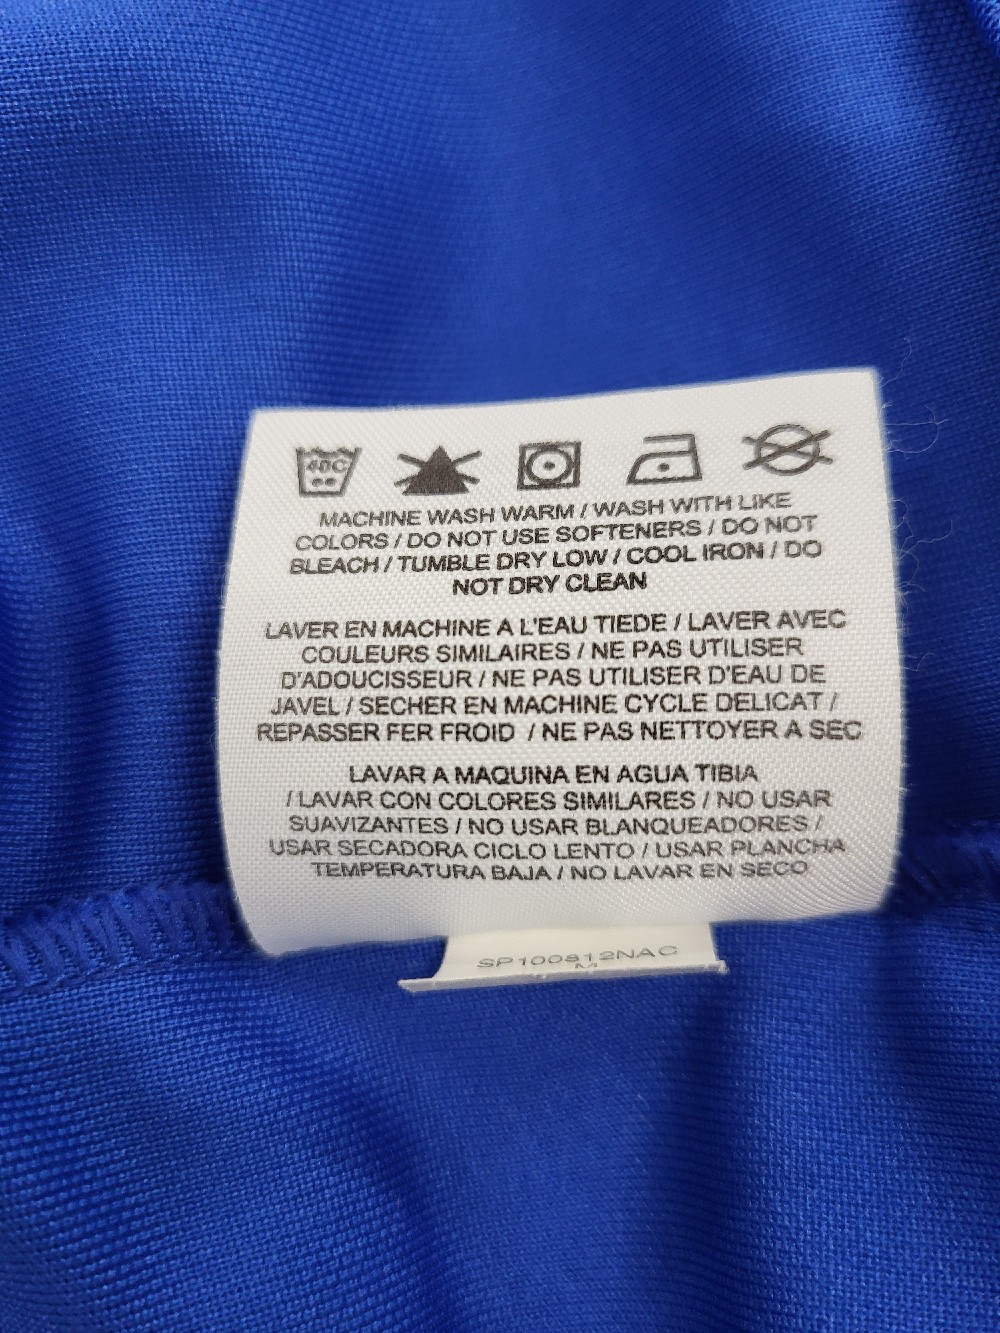 40C
MACHINE WASH WARM / WASH WITH LIKE
COLORS / DO NOT USE SOFTENERS / DO NOT
BLEACH / TUMBLE DRY LOW / COOL IRON / DO
NOT DRY CLEAN
LAVER EN MACHINE A L'EAU TIEDE / LAVER AVEC
COULEURS SIMILAIRES / NE PAS UTILISER
D'ADOUCISSEUR / NE PAS UTILISER D'EAU DE
JAVEL / SECHER EN MACHINE CYCLE DELICAT /
REPASSER FER FROID / NE PAS NETTOYER A SEC
LAVAR A MAQUINA EN AGUA TIBIA
/ LAVAR CON COLORES SIMILARES / NO USAR
SUAVIZANTES / NO USAR BLANQUEADORES /
USAR SECADORA CICLO LENTO / USAR PLANCHA
TEMPERATURA BAJA / NO LAVAR EN SECO
SP100812NAC
M